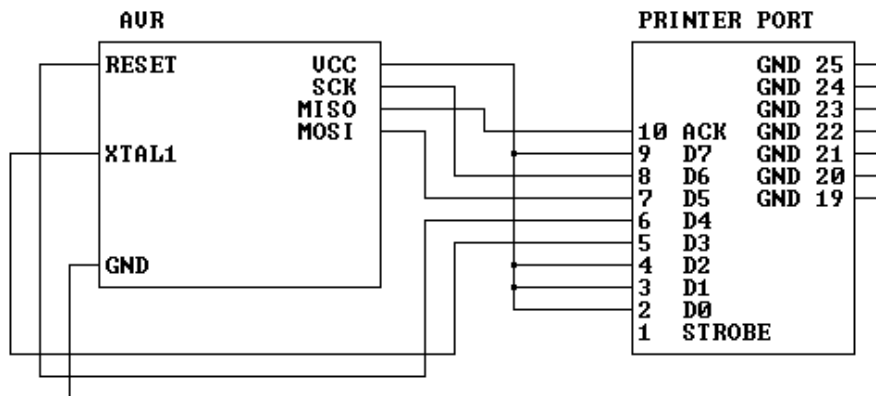 AVR
PRINTER PORT
RESET
VCC
SCK
MISO
MOSI
XTAL1
GND
GND 25
GND 24
GND 23
GND 22
GND 21
GND 20
GND 19
10 ACK
9 D7
8 D6
7 D5
6 D4
5 D3
4 D2
3 D1
2 D0
1 STROBE